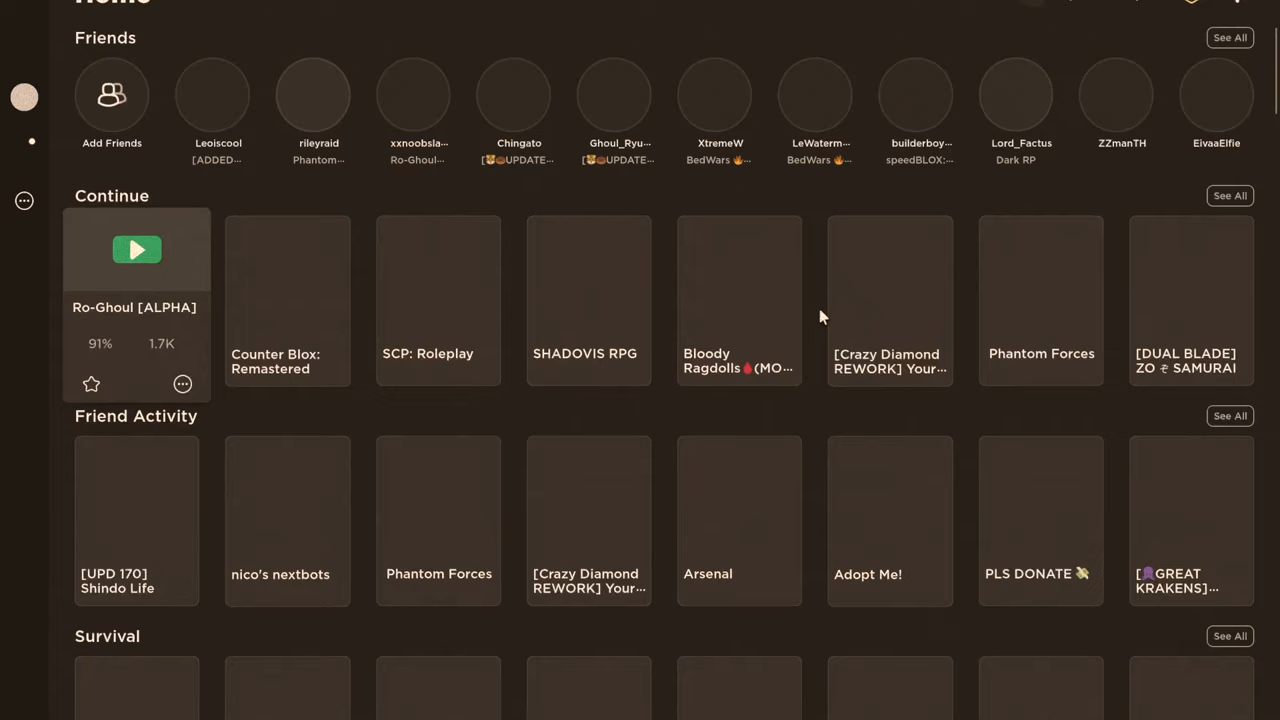 Home
Friends
See All
Add Friends
Leoiscool
rileyraid
xxnoobsla...
Chingato
Ghoul_Ryu...
XtremeW
LeWaterm...
builderboy...
Lord_Factus
ZZmanTH
EivaaElfie
[ADDED...
Phantom...
Ro-Ghoul...
[🐯🍩UPDATE...
[🐯🍩UPDATE...
BedWars 🔥...
BedWars 🔥...
speedBLOX:...
Dark RP
Continue
See All
Ro-Ghoul [ALPHA]
91%
1.7K
Counter Blox:
Remastered
SCP: Roleplay
SHADOVIS RPG
Bloody
Ragdolls🩸(MO...
[Crazy Diamond
REWORK] Your...
Phantom Forces
[DUAL BLADE]
ZO ぞ SAMURAI
Friend Activity
See All
[UPD 170]
Shindo Life
nico's nextbots
Phantom Forces
[Crazy Diamond
REWORK] Your...
Arsenal
Adopt Me!
PLS DONATE 💸
[🦑GREAT
KRAKENS]...
Survival
See All